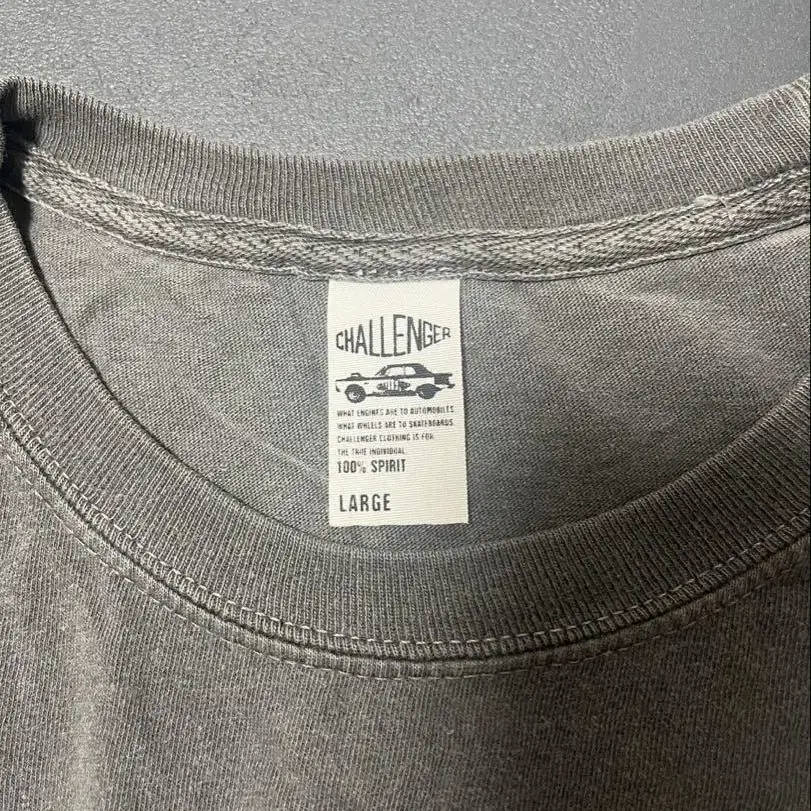 CHALLENGER
WHAT ENGINES ARE TO AUTOMOBILES
WHAT WHEELS ARE TO SKATEBOARDS
CHALLENGER CLOTHING IS FOR
THE TRUE INDIVIDUAL
100% SPIRIT
LARGE